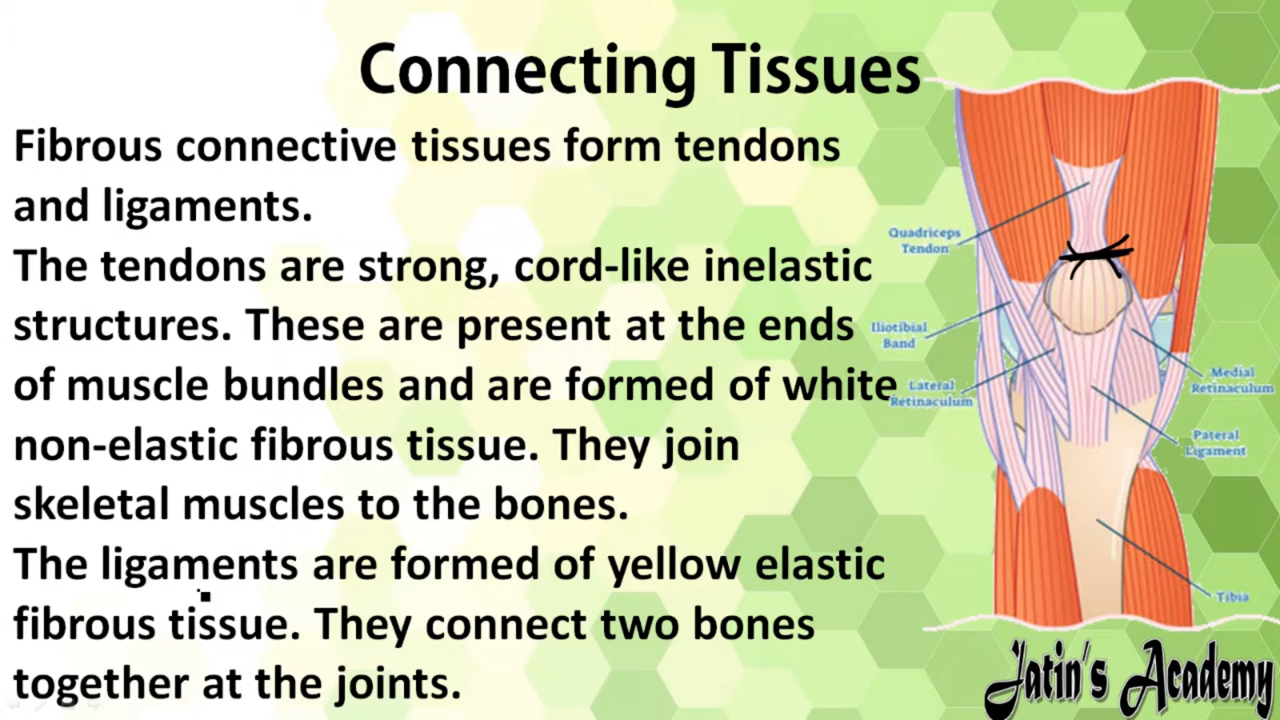 Connecting Tissues
Fibrous connective tissues form tendons
and ligaments.
The tendons are strong, cord-like inelastic
structures. These are present at the ends
of muscle bundles and are formed of white
non-elastic fibrous tissue. They join
skeletal muscles to the bones.
The ligaments are formed of yellow elastic
fibrous tissue. They connect two bones
together at the joints.
Quadriceps
Tendon
Iliotibial
Band
Lateral
Retinaculum
Medial
Retinaculum
Pateral
Ligament
Tibia
Jatin's Academy